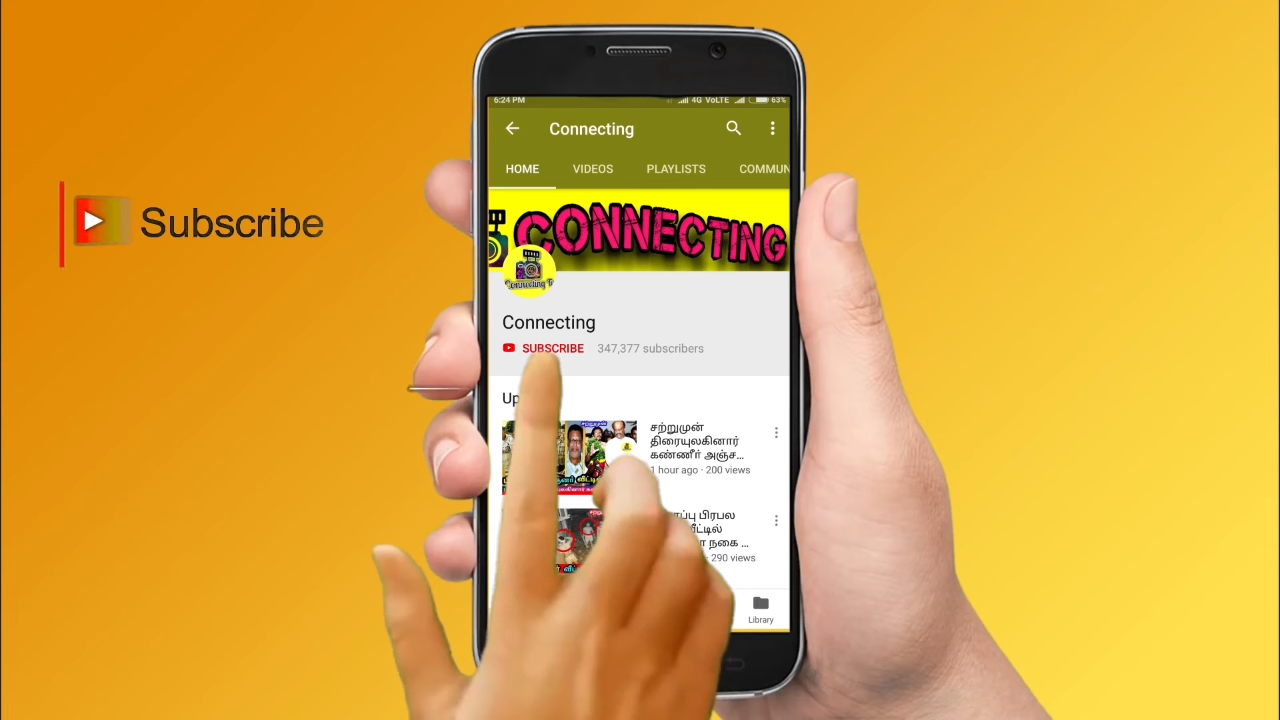 Subscribe
6:24 PM
4G VoLTE
63%
Connecting
HOME VIDEOS PLAYLISTS COMMUN
CONNECTING
Connecting
Connecting
SUBSCRIBE 347,377 subscribers
Up
சற்றுமுன்
திரையுலகினார்
கண்ணீர் அஞ்ச...
1 hour ago · 200 views
ப்பு பிரபல
வீட்டில்
நகை ...
290 views
Library